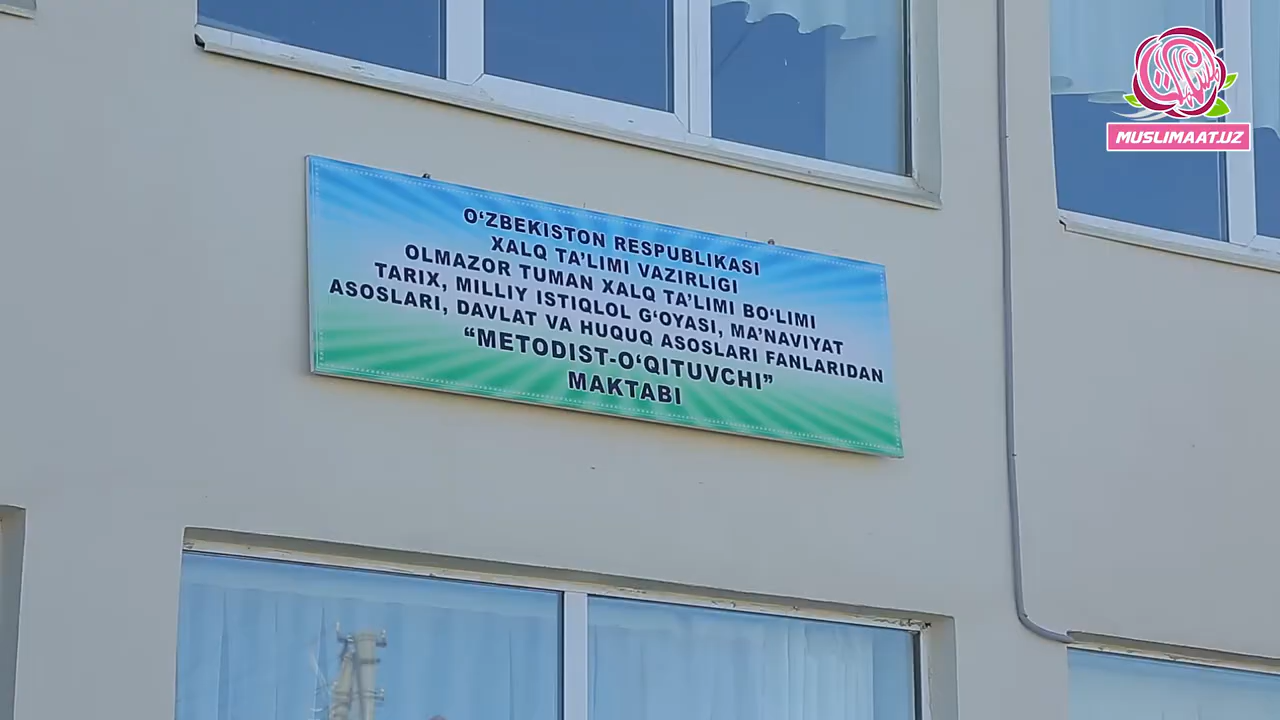 O‘ZBEKISTON RESPUBLIKASI
XALQ TA’LIMI VAZIRLIGI
OLMAZOR TUMAN XALQ TA’LIMI BO‘LIMI
TARIX, MILLIY ISTIQLOL G‘OYASI, MA’NAVIYAT
ASOSLARI, DAVLAT VA HUQUQ ASOSLARI FANLARIDAN
“METODIST-O‘QITUVCHI”
MAKTABI
MUSLIMAAT.UZ